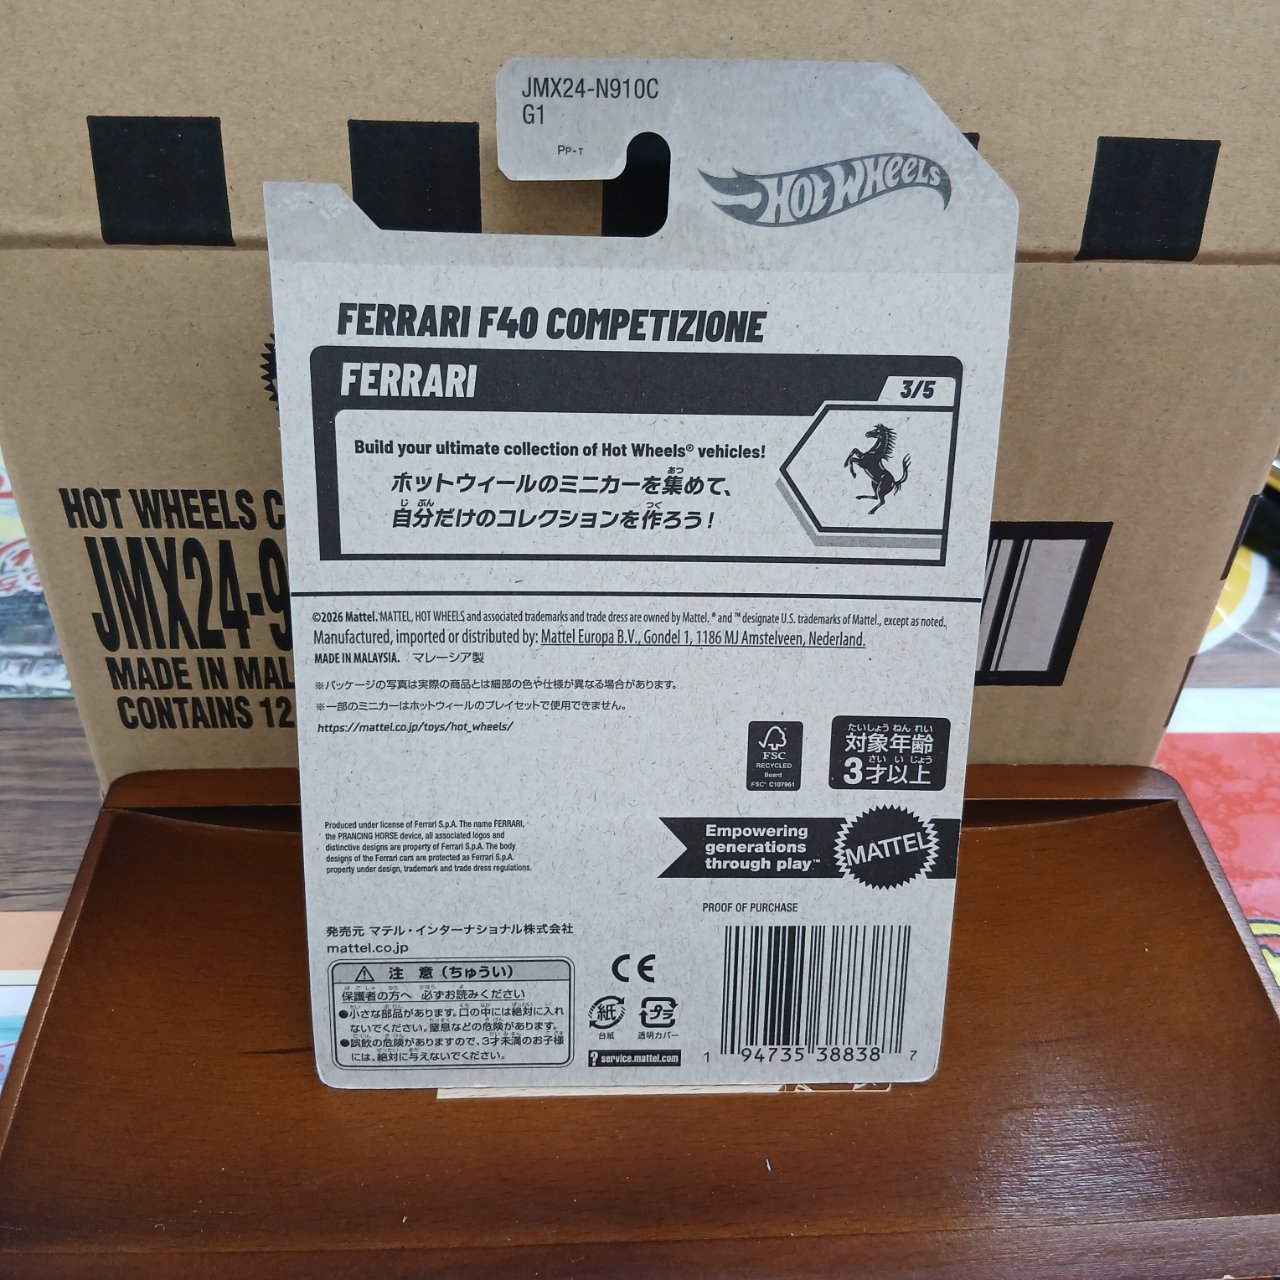 JMX24-N910C
G1
PP-T
HOT WHEELS
FERRARI F40 COMPETIZIONE
FERRARI
3/5
Build your ultimate collection of Hot Wheels® vehicles!
ホットウィールのミニカーを集めて、
自分だけのコレクションを作ろう！
©2026 Mattel. MATTEL, HOT WHEELS and associated trademarks and trade dress are owned by Mattel. ® and ™ designate U.S. trademarks of Mattel., except as noted.
Manufactured, imported or distributed by: Mattel Europa B.V., Gondel 1, 1186 MJ Amstelveen, Nederland.
MADE IN MALAYSIA. マレーシア製
※パッケージの写真は実際の商品とは細部の色や仕様が異なる場合があります。
※一部のミニカーはホットウィールのプレイセットで使用できません。
https://mattel.co.jp/toys/hot_wheels/
FSC
RECYCLED
Board
FSC® C107961
たいしょう ねん れい
対象年齢
さい い じょう
3才以上
Produced under license of Ferrari S.p.A. The name FERRARI,
the PRANCING HORSE device, all associated logos and
distinctive designs are property of Ferrari S.p.A. The body
designs of the Ferrari cars are protected as Ferrari S.p.A.
property under design, trademark and trade dress regulations.
Empowering
generations
through play™
MATTEL
PROOF OF PURCHASE
発売元 マテル・インターナショナル株式会社
mattel.co.jp
注 意（ちゅうい）
保護者の方へ 必ずお読みください
●小さな部品があります。口の中には絶対に入れ
ないでください。窒息などの危険があります。
●誤飲の危険がありますので、3才未満のお子様
には、絶対に与えないでください。
CE
紙
台紙
プラ
透明カバー
? service.mattel.com
1 94735 38838 7
HOT WHEELS C
JMX24-9
MADE IN MAL
CONTAINS 12